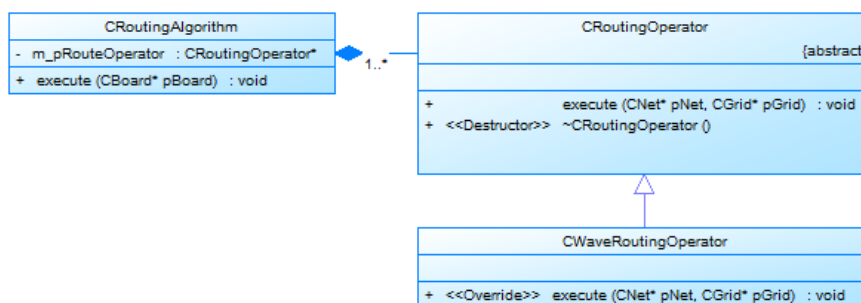 CRoutingAlgorithm
- m_pRouteOperator : CRoutingOperator*
+ execute (CBoard* pBoard) : void
1..*
CRoutingOperator
{abstract
+ execute (CNet* pNet, CGrid* pGrid) : void
+ <<Destructor>> ~CRoutingOperator ()
CWaveRoutingOperator
+ <<Override>> execute (CNet* pNet, CGrid* pGrid) : void